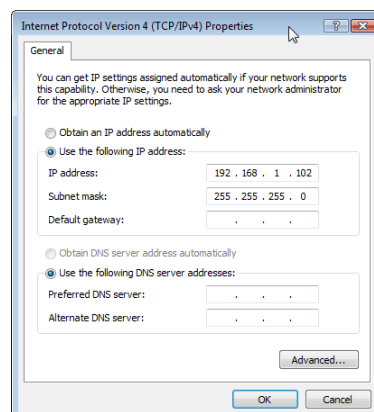 Internet Protocol Version 4 (TCP/IPv4) Properties
General
You can get IP settings assigned automatically if your network supports
this capability. Otherwise, you need to ask your network administrator
for the appropriate IP settings.
Obtain an IP address automatically
Use the following IP address:
IP address: 192 . 168 . 1 . 102
Subnet mask: 255 . 255 . 255 . 0
Default gateway: . . .
Obtain DNS server address automatically
Use the following DNS server addresses:
Preferred DNS server: . . .
Alternate DNS server: . . .
Advanced...
OK Cancel